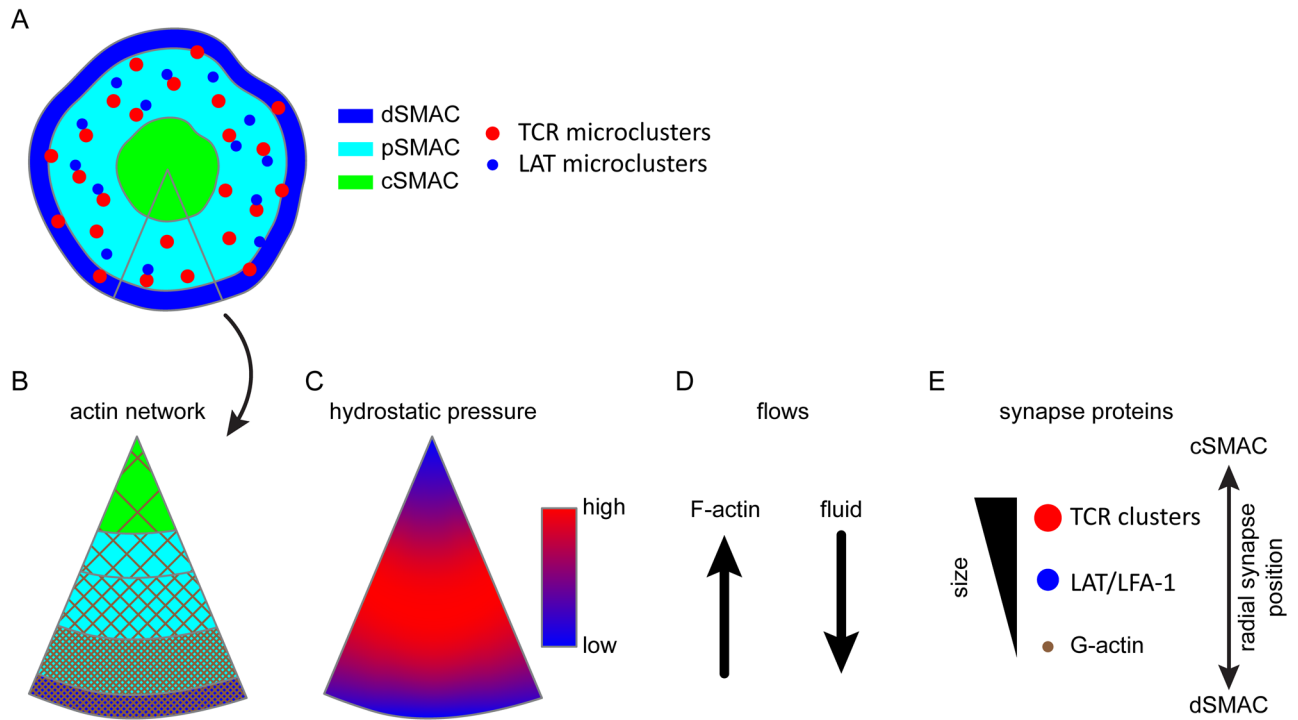 A
dSMAC
pSMAC
cSMAC
TCR microclusters
LAT microclusters
B
actin network
C
hydrostatic pressure
high
low
D
flows
F-actin
fluid
E
synapse proteins
cSMAC
size
TCR clusters
LAT/LFA-1
G-actin
radial synapse
position
dSMAC